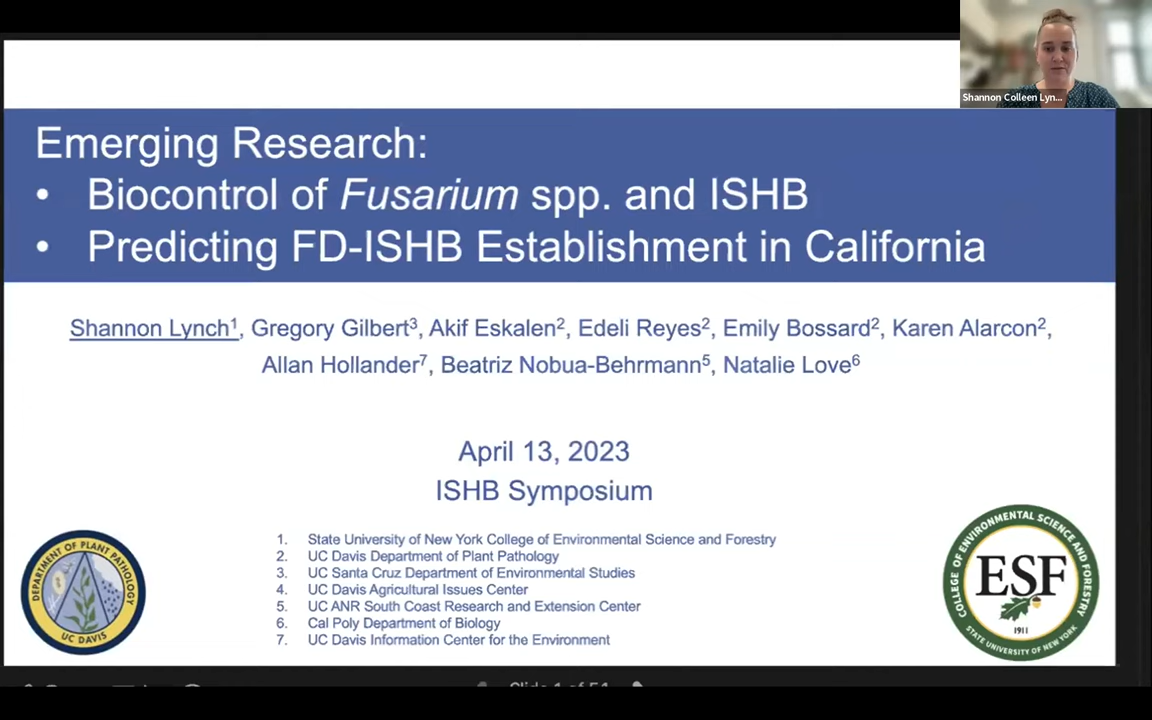 Shannon Colleen Lyn...
Emerging Research:
• Biocontrol of Fusarium spp. and ISHB
• Predicting FD-ISHB Establishment in California
Shannon Lynch¹, Gregory Gilbert³, Akif Eskalen², Edeli Reyes², Emily Bossard², Karen Alarcon²,
Allan Hollander⁷, Beatriz Nobua-Behrmann⁵, Natalie Love⁶
April 13, 2023
ISHB Symposium
1. State University of New York College of Environmental Science and Forestry
2. UC Davis Department of Plant Pathology
3. UC Santa Cruz Department of Environmental Studies
4. UC Davis Agricultural Issues Center
5. UC ANR South Coast Research and Extension Center
6. Cal Poly Department of Biology
7. UC Davis Information Center for the Environment
DEPARTMENT OF PLANT PATHOLOGY
UC DAVIS
COLLEGE OF ENVIRONMENTAL SCIENCE AND FORESTRY
ESF
1911
STATE UNIVERSITY OF NEW YORK
Slide 1 of 51